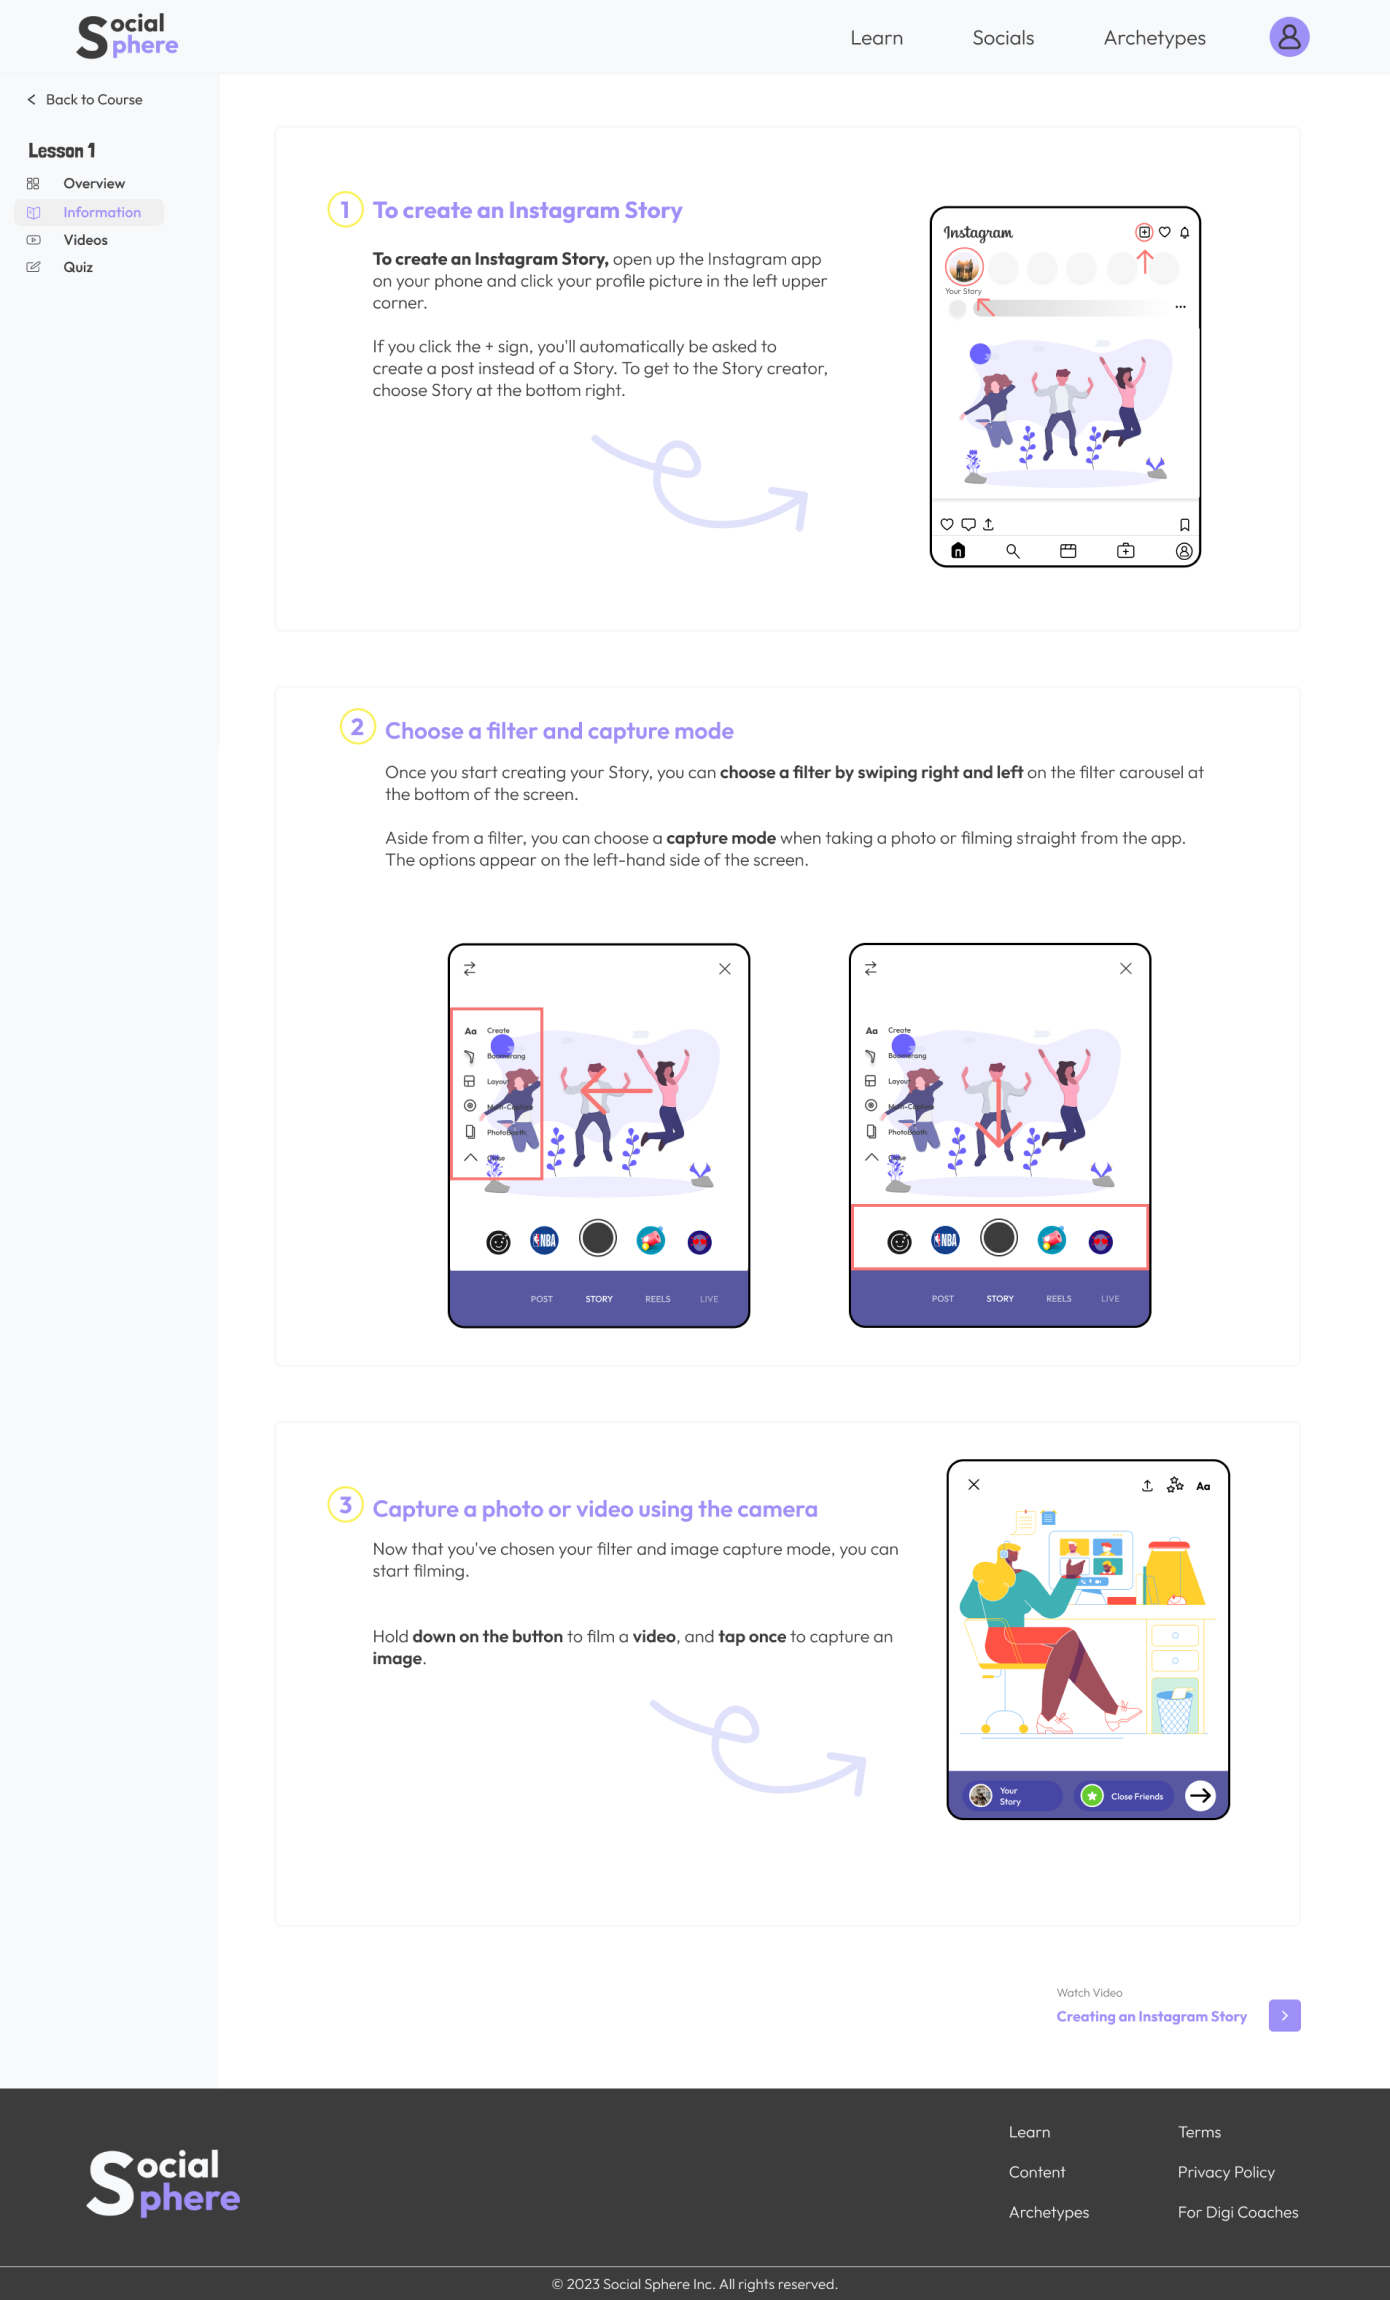 Social
Sphere
Learn
Socials
Archetypes
Back to Course
Lesson 1
Overview
Information
Videos
Quiz
1 To create an Instagram Story
To create an Instagram Story, open up the Instagram app
on your phone and click your profile picture in the left upper
corner.
If you click the + sign, you'll automatically be asked to
create a post instead of a Story. To get to the Story creator,
choose Story at the bottom right.
Instagram
Your Story
2 Choose a filter and capture mode
Once you start creating your Story, you can choose a filter by swiping right and left on the filter carousel at
the bottom of the screen.
Aside from a filter, you can choose a capture mode when taking a photo or filming straight from the app.
The options appear on the left-hand side of the screen.
Aa Create
Boomerang
Layout
Multi-Capture
PhotoBooth
Close
NBA
POST STORY REELS LIVE
Aa Create
Boomerang
Layout
Multi-Capture
PhotoBooth
Close
NBA
POST STORY REELS LIVE
3 Capture a photo or video using the camera
Now that you've chosen your filter and image capture mode, you can
start filming.
Hold down on the button to film a video, and tap once to capture an
image.
Aa
Your
Story
Close Friends
Watch Video
Creating an Instagram Story
Social
Sphere
Learn
Content
Archetypes
Terms
Privacy Policy
For Digi Coaches
© 2023 Social Sphere Inc. All rights reserved.